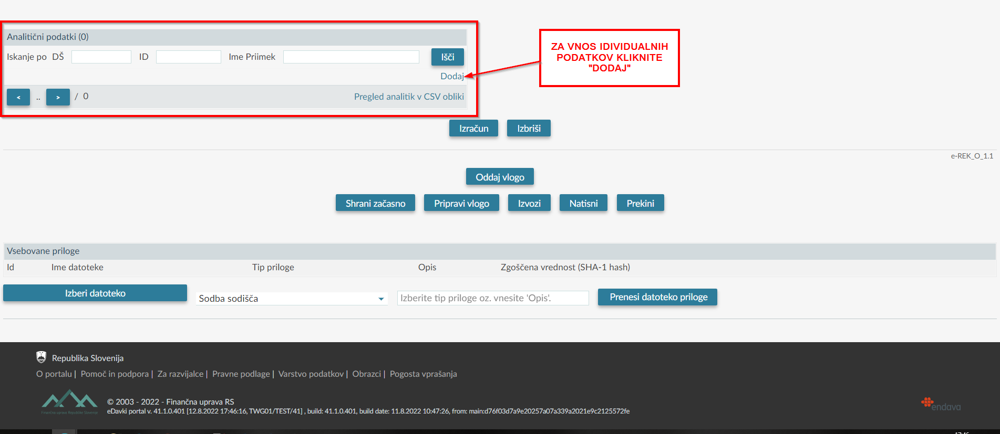 Analitični podatki (0)
Iskanje po DŠ ID Ime Priimek Išči
Dodaj
ZA VNOS IDIVIDUALNIH
PODATKOV KLIKNITE
"DODAJ"
< .. > / 0 Pregled analitik v CSV obliki
Izračun Izbriši
e-REK_O_1.1
Oddaj vlogo
Shrani začasno Pripravi vlogo Izvozi Natisni Prekini
Vsebovane priloge
Id Ime datoteke Tip priloge Opis Zgoščena vrednost (SHA-1 hash)
Izberi datoteko Sodba sodišča Izberite tip priloge oz. vnesite 'Opis'. Prenesi datoteko priloge
Republika Slovenija
O portalu | Pomoč in podpora | Za razvijalce | Pravne podlage | Varstvo podatkov | Obrazci | Pogosta vprašanja
Finančna uprava Republike Slovenije
© 2003 - 2022 - Finančna uprava RS
eDavki portal v. 41.1.0.401 [12.8.2022 17:46:16, TWG01/TEST/41] , build: 41.1.0.401, build date: 11.8.2022 10:47:26, from: main:d76f03d7a9e20257a07a339a2021e9c2125572fe
endava